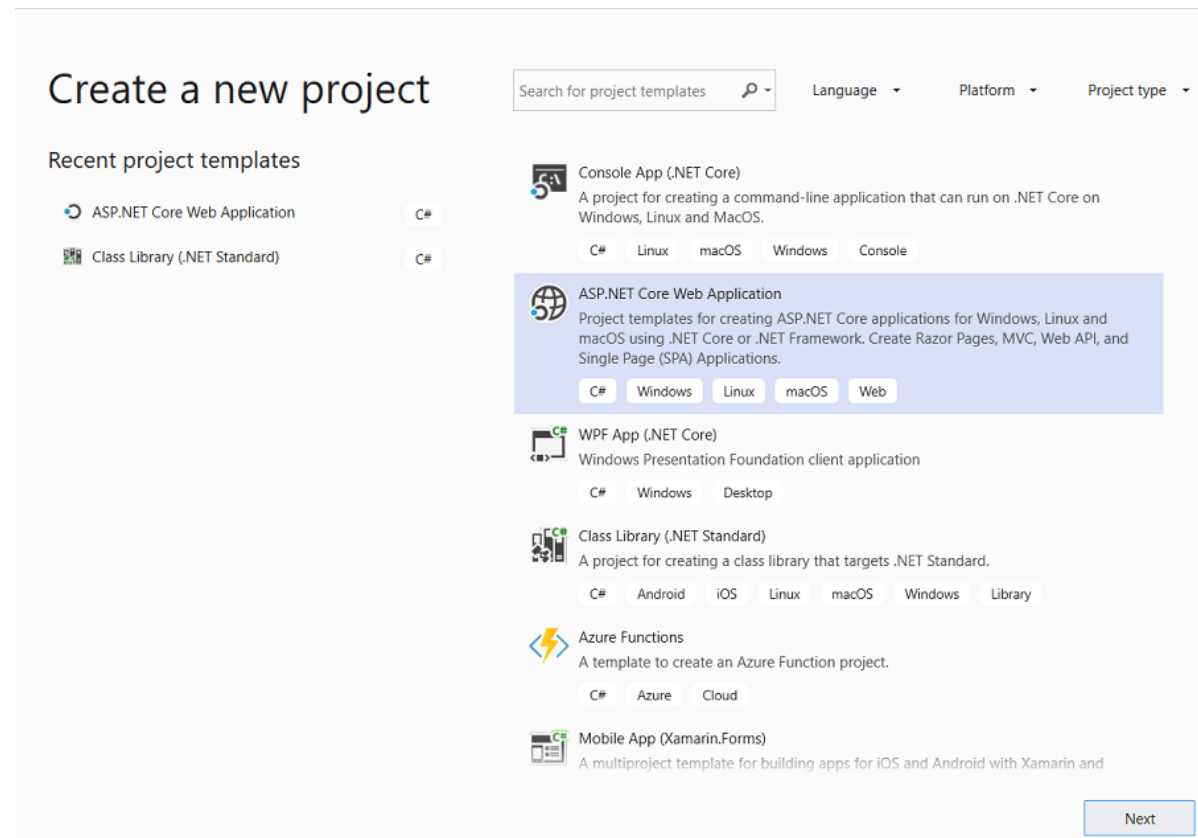 Create a new project
Search for project templates
Language
Platform
Project type
Recent project templates
ASP.NET Core Web Application C#
Class Library (.NET Standard) C#
Console App (.NET Core)
A project for creating a command-line application that can run on .NET Core on
Windows, Linux and MacOS.
C# Linux macOS Windows Console
ASP.NET Core Web Application
Project templates for creating ASP.NET Core applications for Windows, Linux and
macOS using .NET Core or .NET Framework. Create Razor Pages, MVC, Web API, and
Single Page (SPA) Applications.
C# Windows Linux macOS Web
WPF App (.NET Core)
Windows Presentation Foundation client application
C# Windows Desktop
Class Library (.NET Standard)
A project for creating a class library that targets .NET Standard.
C# Android iOS Linux macOS Windows Library
Azure Functions
A template to create an Azure Function project.
C# Azure Cloud
Mobile App (Xamarin.Forms)
A multiproject template for building apps for iOS and Android with Xamarin and
Next